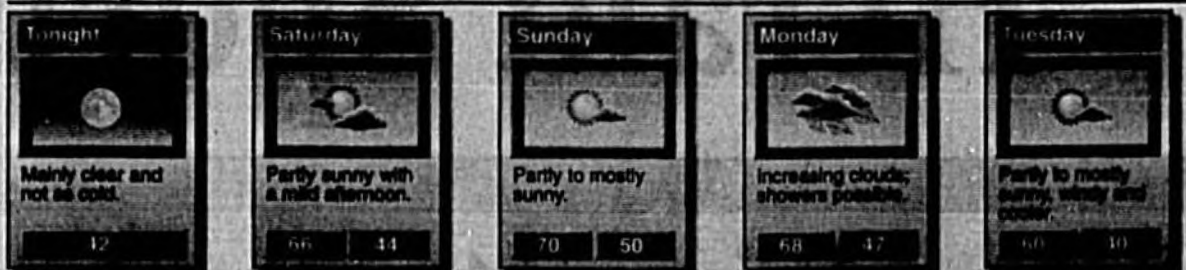 Tonight
Mainly clear and
not as cold.
42
Saturday
Partly sunny with
a mild afternoon.
66 44
Sunday
Partly to mostly
sunny.
70 50
Monday
Increasing clouds;
showers possible.
68 47
Tuesday
Partly to mostly
sunny, windy and
cooler.
60 40